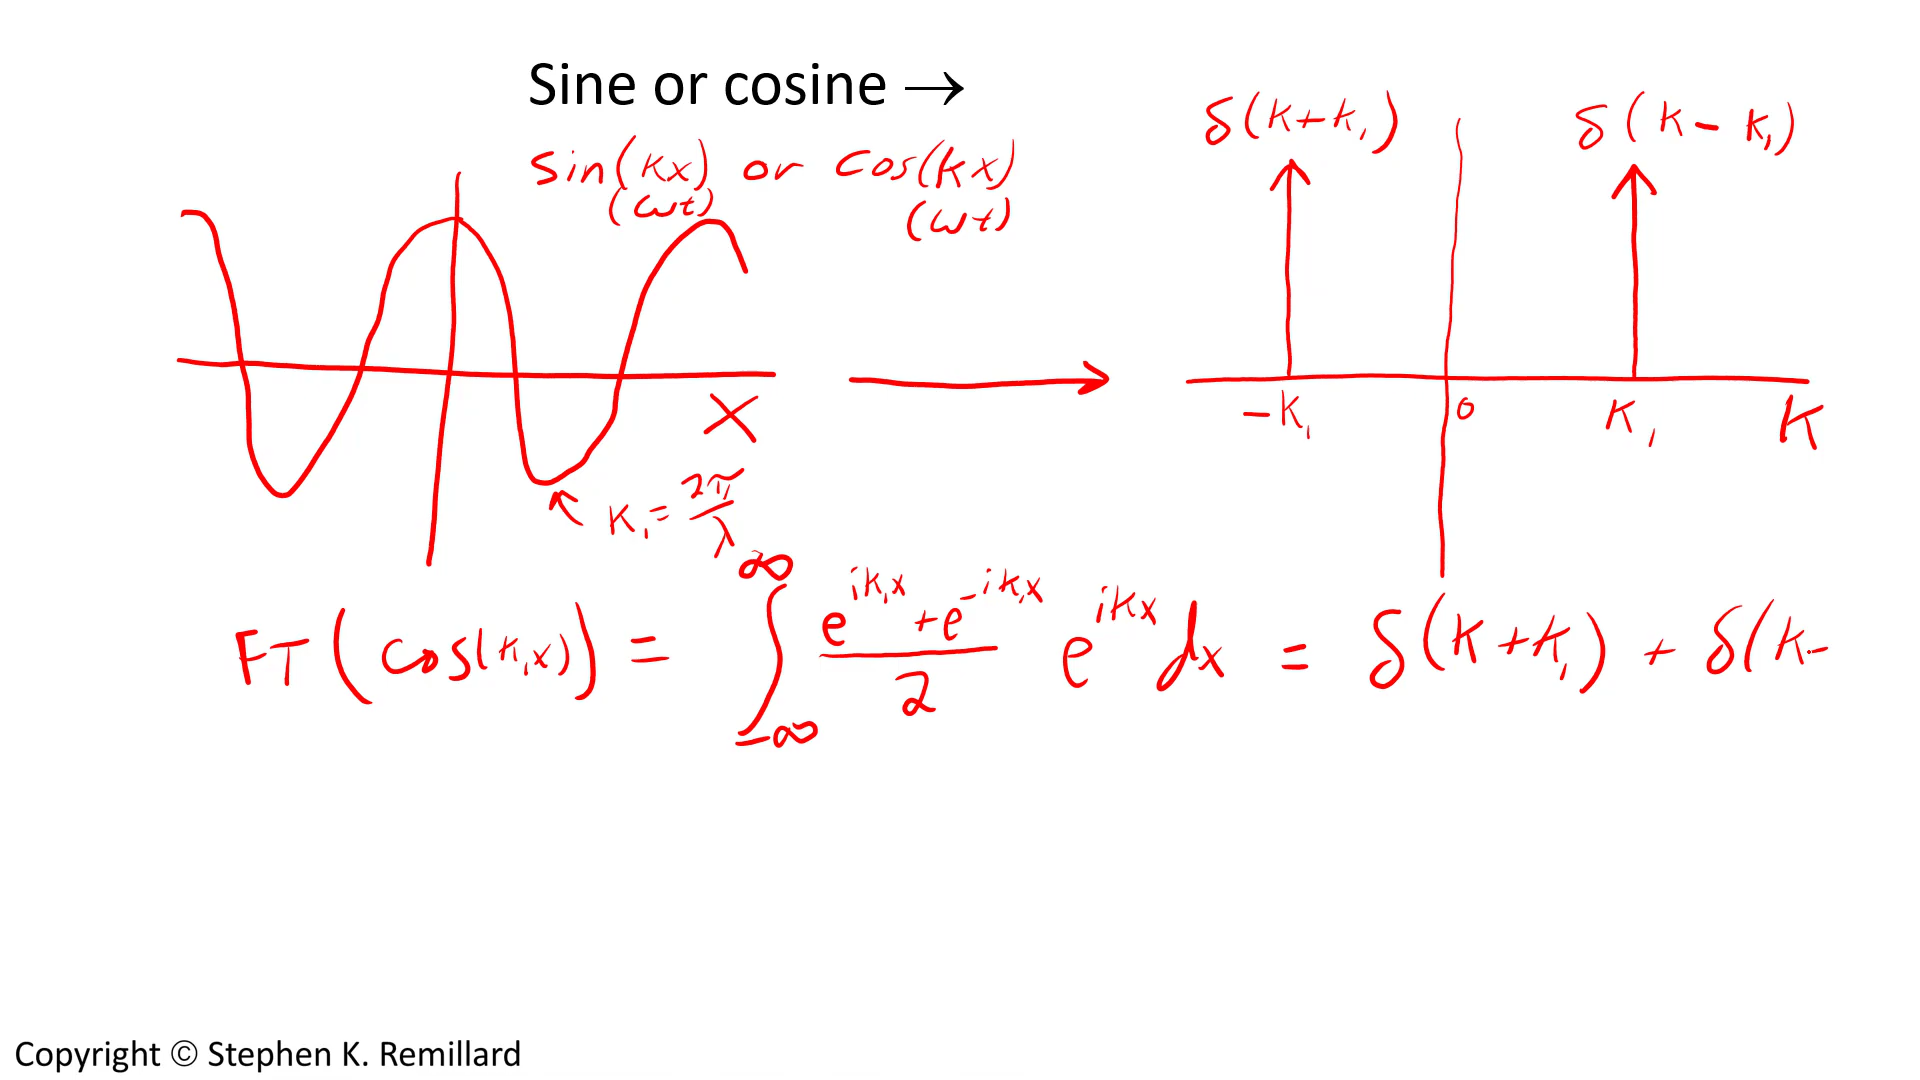 Sine or cosine →
sin(kx) or cos(kx)
(ωt) (ωt)
δ(k+k₁) δ(k-k₁)
X
-k₁ 0 k₁ k
k₁ = 2π/λ
FT(cos(k₁x)) = ∫_{-∞}^{∞} (e^{ik₁x} + e^{-ik₁x})/2 e^{ikx} dx = δ(k+k₁) + δ(k-
Copyright © Stephen K. Remillard